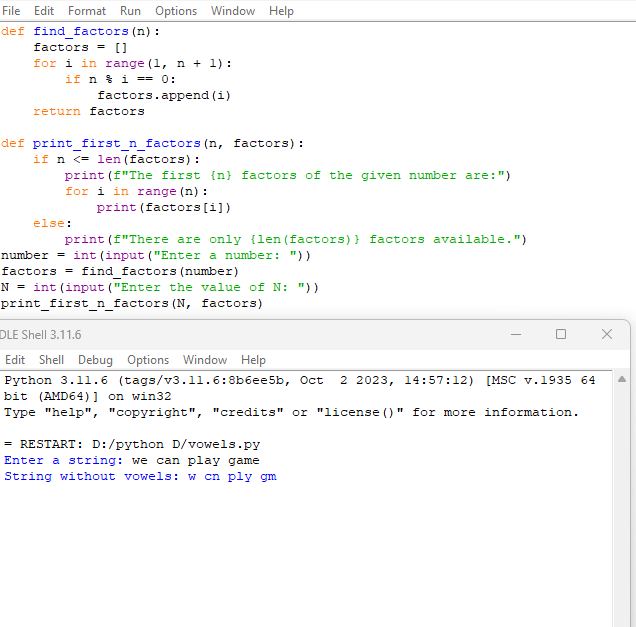 File Edit Format Run Options Window Help
def find_factors(n):
    factors = []
    for i in range(1, n + 1):
        if n % i == 0:
            factors.append(i)
    return factors

def print_first_n_factors(n, factors):
    if n <= len(factors):
        print(f"The first {n} factors of the given number are:")
        for i in range(n):
            print(factors[i])
    else:
        print(f"There are only {len(factors)} factors available.")
number = int(input("Enter a number: "))
factors = find_factors(number)
N = int(input("Enter the value of N: "))
print_first_n_factors(N, factors)
DLE Shell 3.11.6
Edit Shell Debug Options Window Help
Python 3.11.6 (tags/v3.11.6:8b6ee5b, Oct  2 2023, 14:57:12) [MSC v.1935 64
bit (AMD64)] on win32
Type "help", "copyright", "credits" or "license()" for more information.

= RESTART: D:/python D/vowels.py
Enter a string: we can play game
String without vowels: w cn ply gm